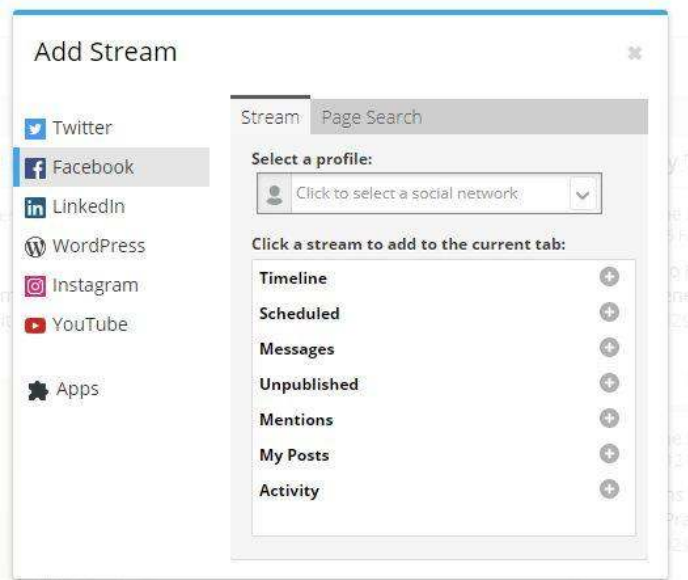 Add Stream
Twitter
Facebook
LinkedIn
WordPress
Instagram
YouTube
Apps
Stream Page Search
Select a profile:
Click to select a social network
Click a stream to add to the current tab:
Timeline
Scheduled
Messages
Unpublished
Mentions
My Posts
Activity